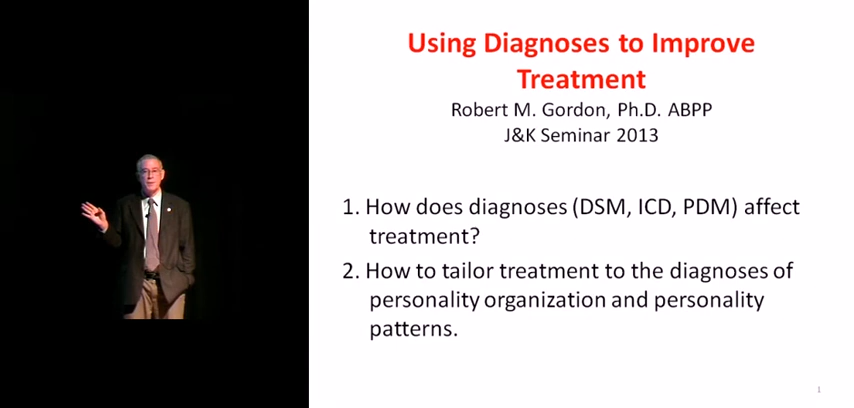 Using Diagnoses to Improve
Treatment
Robert M. Gordon, Ph.D. ABPP
J&K Seminar 2013
1. How does diagnoses (DSM, ICD, PDM) affect
treatment?
2. How to tailor treatment to the diagnoses of
personality organization and personality
patterns.
1